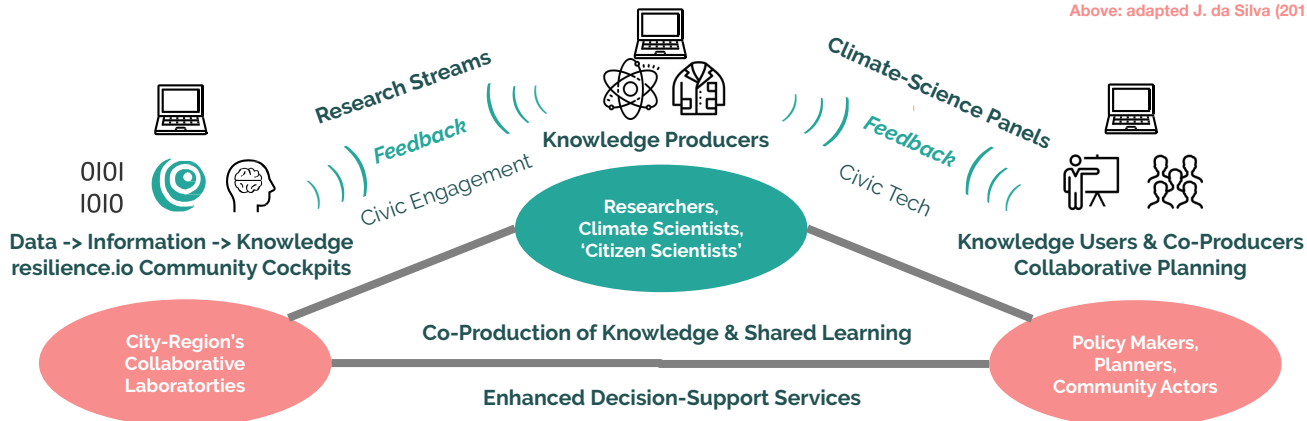 Above: adapted J. da Silva (201
Research Streams
Feedback
Civic Engagement
Climate-Science Panels
Feedback
Civic Tech
Knowledge Producers
0101
1010
Data -> Information -> Knowledge
resilience.io Community Cockpits
Researchers,
Climate Scientists,
‘Citizen Scientists’
Knowledge Users & Co-Producers
Collaborative Planning
City-Region’s
Collaborative
Laboratorties
Co-Production of Knowledge & Shared Learning
Enhanced Decision-Support Services
Policy Makers,
Planners,
Community Actors